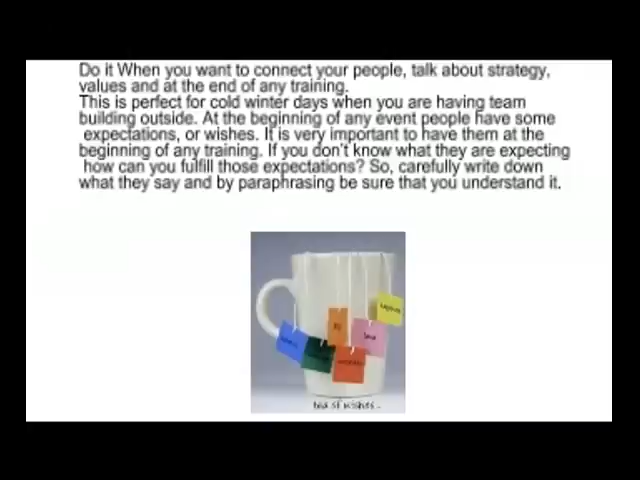 Do it When you want to connect your people, talk about strategy,
values and at the end of any training.
This is perfect for cold winter days when you are having team
building outside. At the beginning of any event people have some
expectations, or wishes. It is very important to have them at the
beginning of any training. If you don't know what they are expecting
how can you fulfill those expectations? So, carefully write down
what they say and by paraphrasing be sure that you understand it.
tea of wishes.